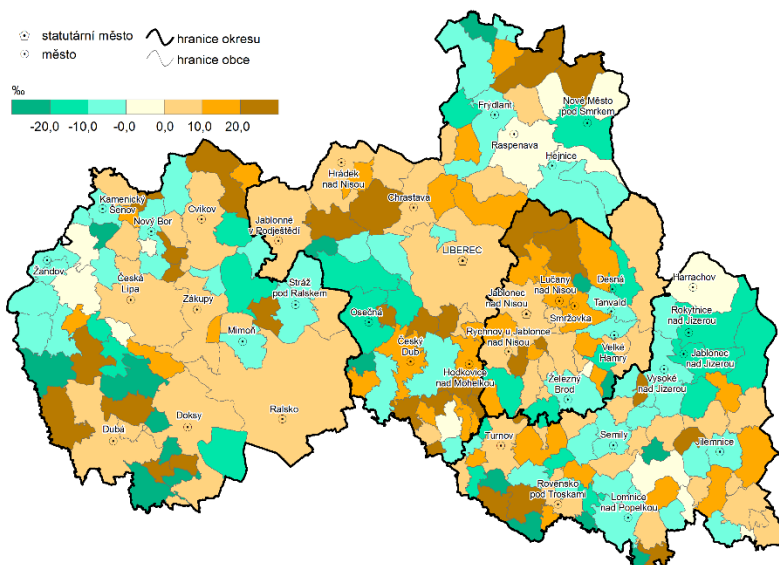 statutární město
město
hranice okresu
hranice obce
‰
-20,0 -10,0 -0,0 0,0 10,0 20,0
Frýdlant
Nové Město
pod Smrkem
Raspenava
Hejnice
Hrádek
nad Nisou
Chrastava
Kamenický
Šenov
Nový Bor
Cvikov
Jablonné
v Podještědí
LIBEREC
Žandov
Česká
Lípa
Zákupy
Stráž
pod Ralskem
Mimoň
Osečná
Český
Dub
Jablonec
nad Nisou
Lučany
nad Nisou
Smržovka
Desná
Tanvald
Harrachov
Rokytnice
nad Jizerou
Jablonec
nad Jizerou
Rychnov u Jablonce
nad Nisou
Velké
Hamry
Hodkovice
nad Mohelkou
Železný
Brod
Vysoké
nad Jizerou
Dubá
Doksy
Ralsko
Turnov
Semily
Jilemnice
Rovensko
pod Troskami
Lomnice
nad Popelkou